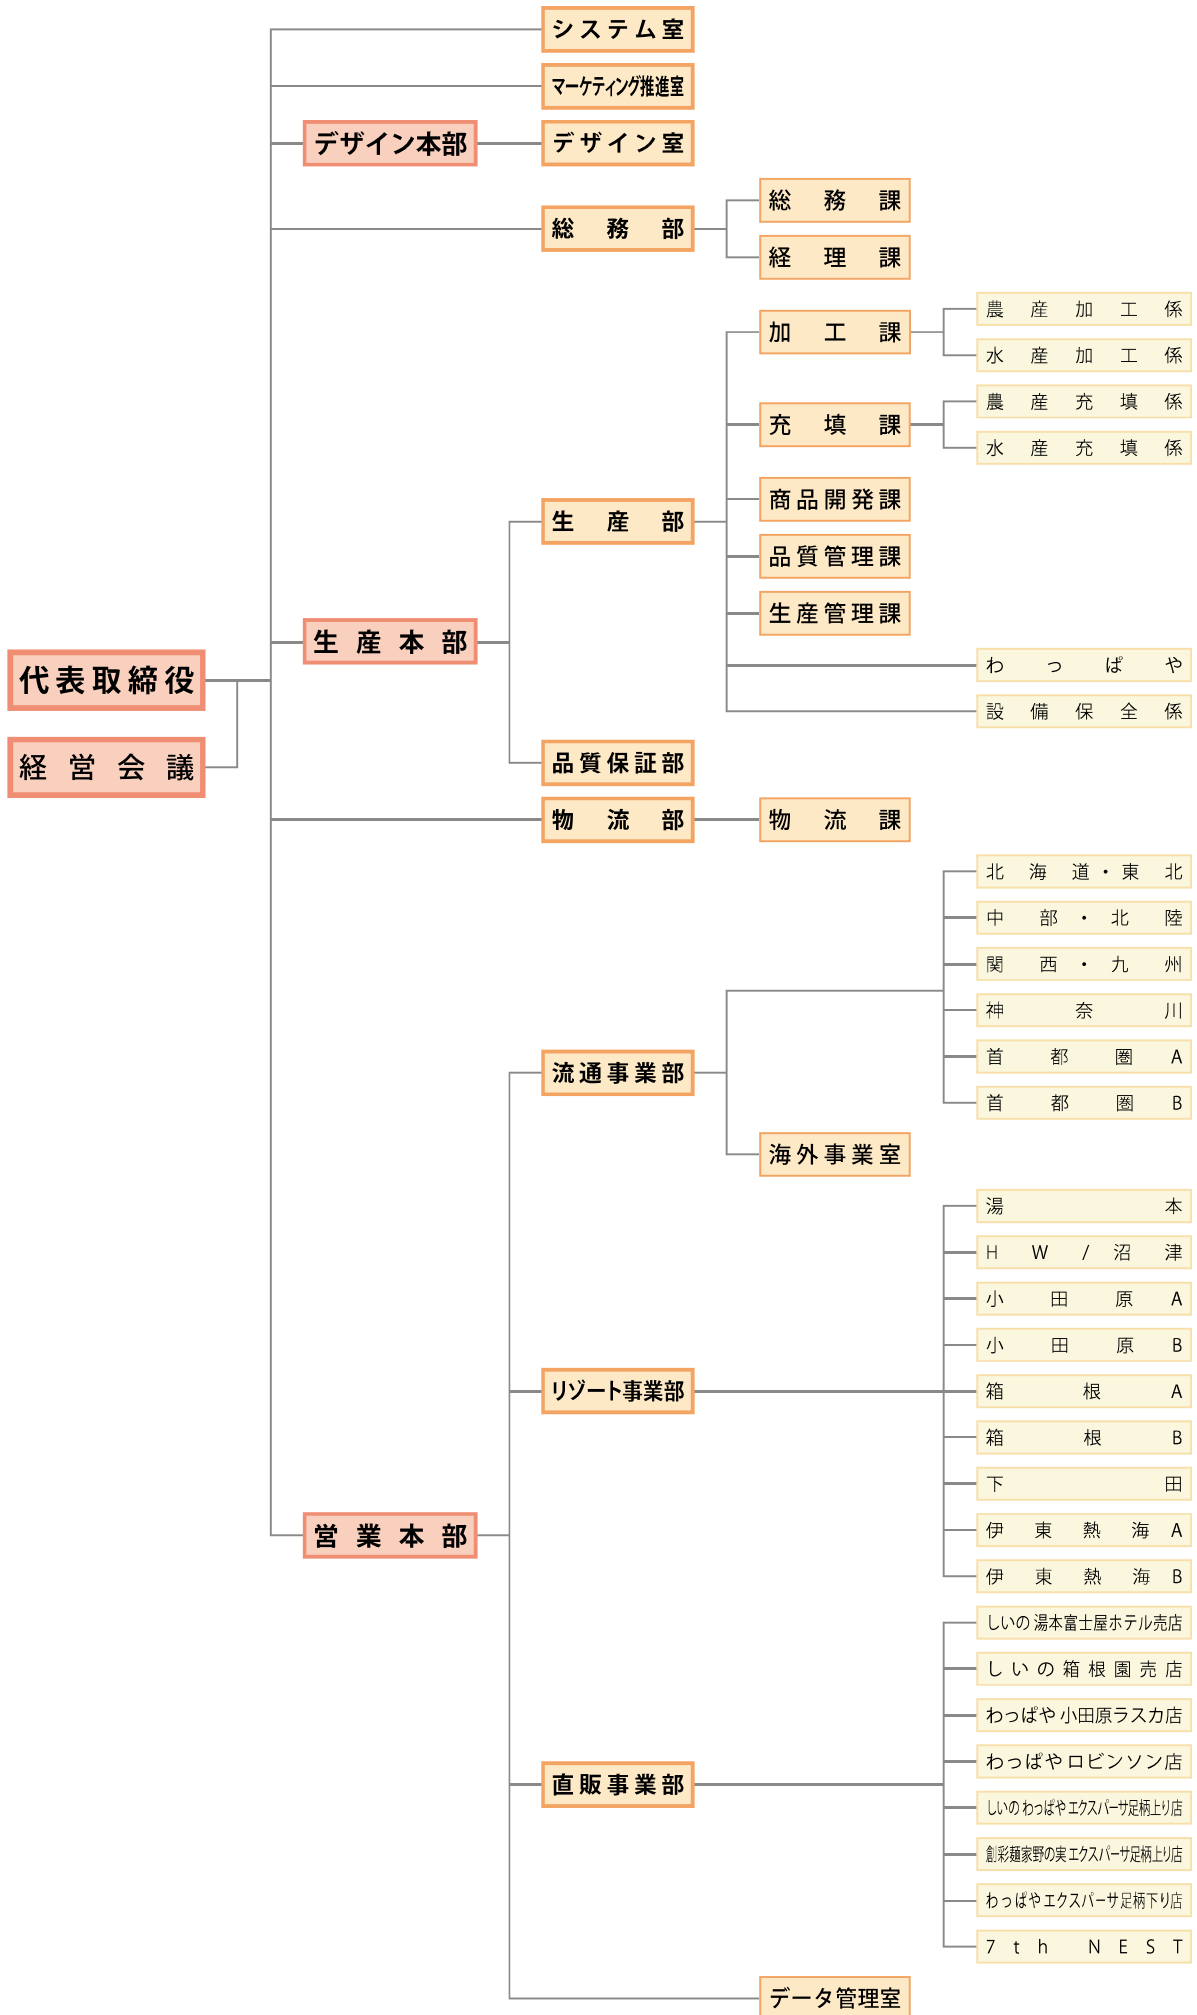 システム室
マーケティング推進室
デザイン本部
デザイン室
総務部
総務課
経理課
生産本部
生産部
加工課
農産加工係
水産加工係
充填課
農産充填係
水産充填係
商品開発課
品質管理課
生産管理課
わっぱや
設備保全係
代表取締役
経営会議
品質保証部
物流部
物流課
営業本部
流通事業部
北海道・東北
中部・北陸
関西・九州
神奈川
首都圏A
首都圏B
海外事業室
リゾート事業部
湯本
HW/沼津
小田原A
小田原B
箱根A
箱根B
下田
伊東熱海A
伊東熱海B
直販事業部
しいの 湯本富士屋ホテル売店
しいの箱根園売店
わっぱや 小田原ラスカ店
わっぱや ロビンソン店
しいの わっぱや エクスパーサ足柄上り店
創彩麺家野の実 エクスパーサ足柄上り店
わっぱや エクスパーサ足柄下り店
7th NEST
データ管理室